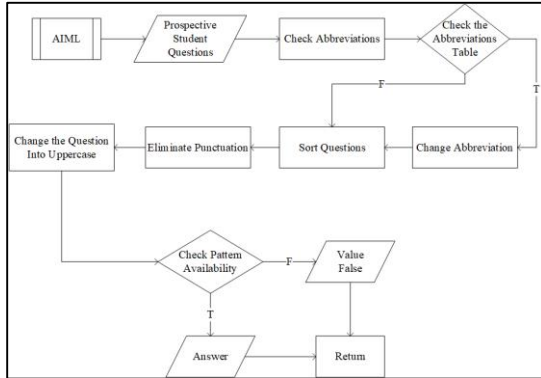 AIML
Prospective
Student
Questions
Check Abbreviations
Check the
Abbreviations
Table
F
T
Change the Question
Into Uppercase
Eliminate Punctuation
Sort Questions
Change Abbreviation
Check Pattern
Availability
F
Value
False
T
Answer
Return